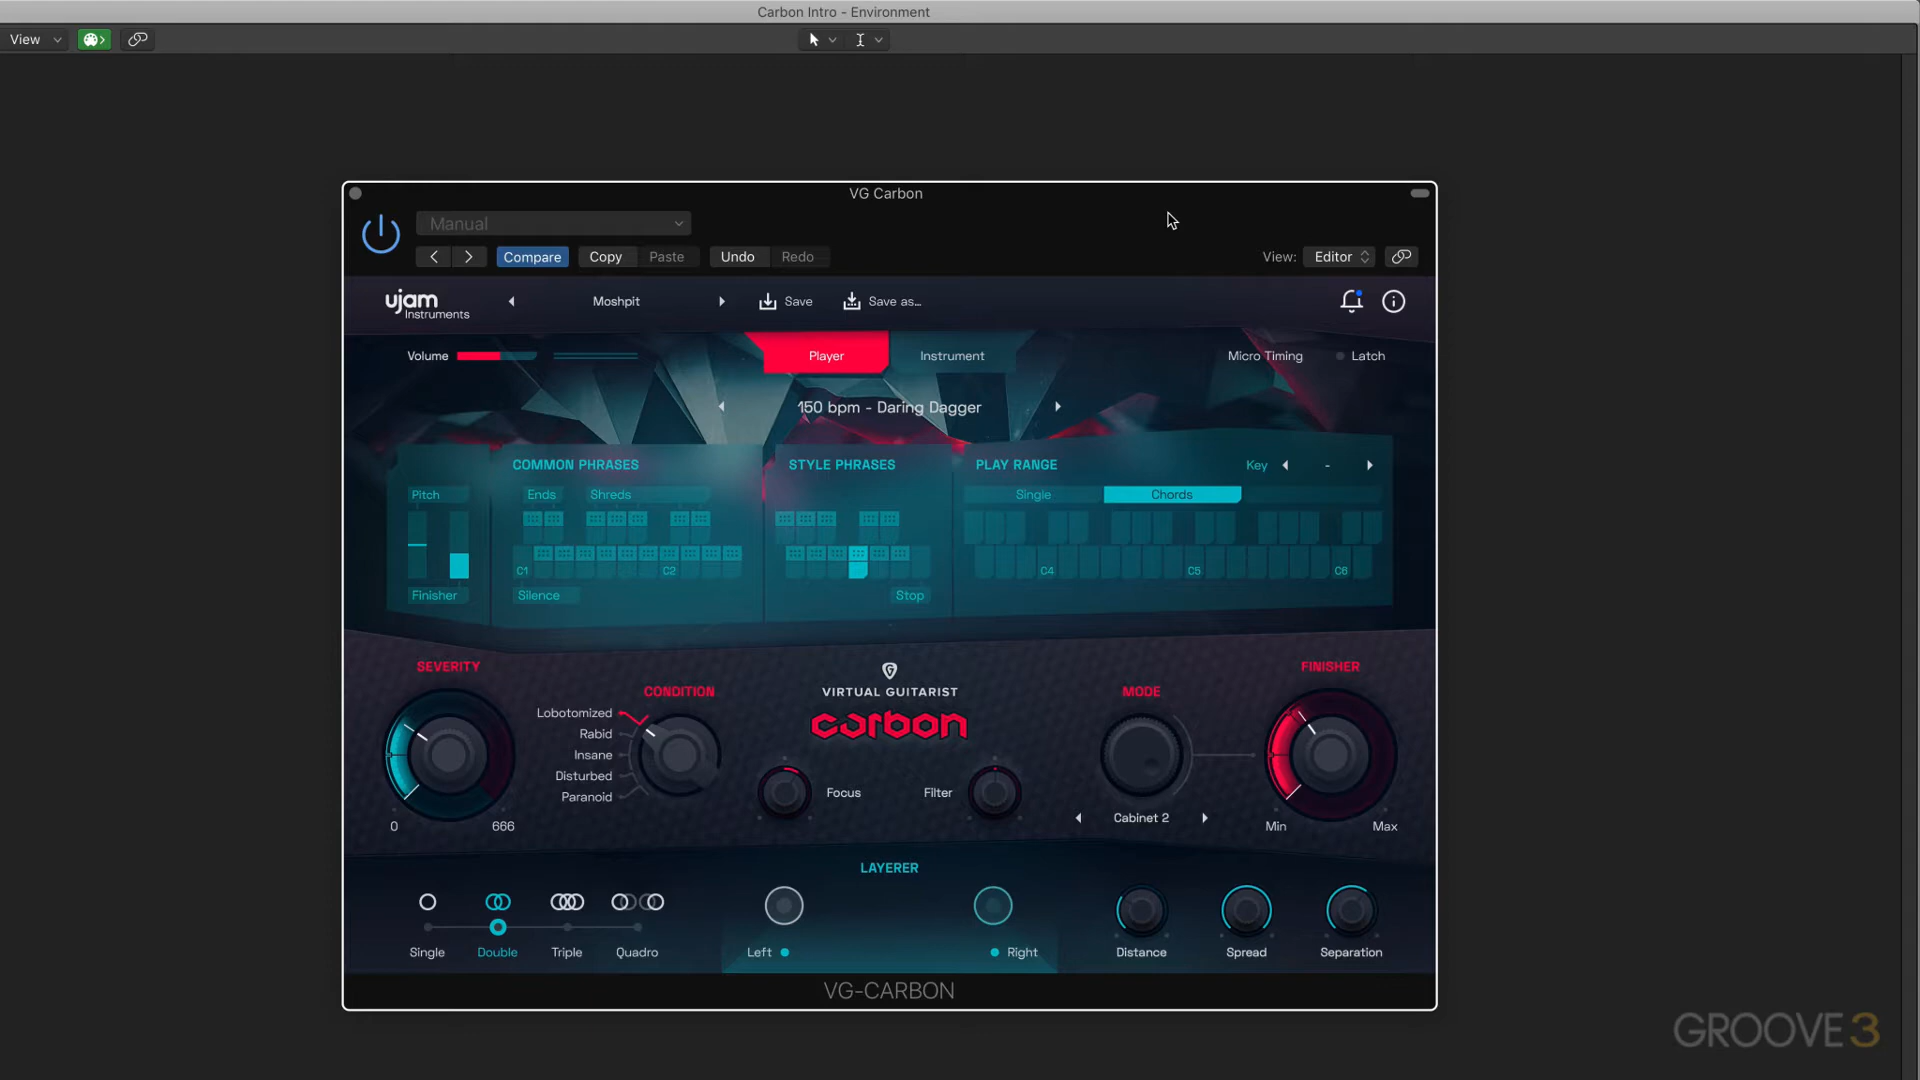 Carbon Intro - Environment
View
VG Carbon
Manual
Compare Copy Paste Undo Redo View: Editor
ujam Instruments Moshpit Save Save as...
Volume Player Instrument Micro Timing Latch
150 bpm - Daring Dagger
COMMON PHRASES STYLE PHRASES PLAY RANGE Key -
Pitch Ends Shreds Single Chords
C1 C2 C4 C5 C6
Finisher Silence Stop
SEVERITY FINISHER
CONDITION VIRTUAL GUITARIST MODE
Lobotomized carbon
Rabid
Insane
Disturbed
Paranoid
Focus Filter
Cabinet 2
0 666 Min Max
LAYERER
Single Double Triple Quadro Left Right Distance Spread Separation
VG-CARBON
GROOVE3